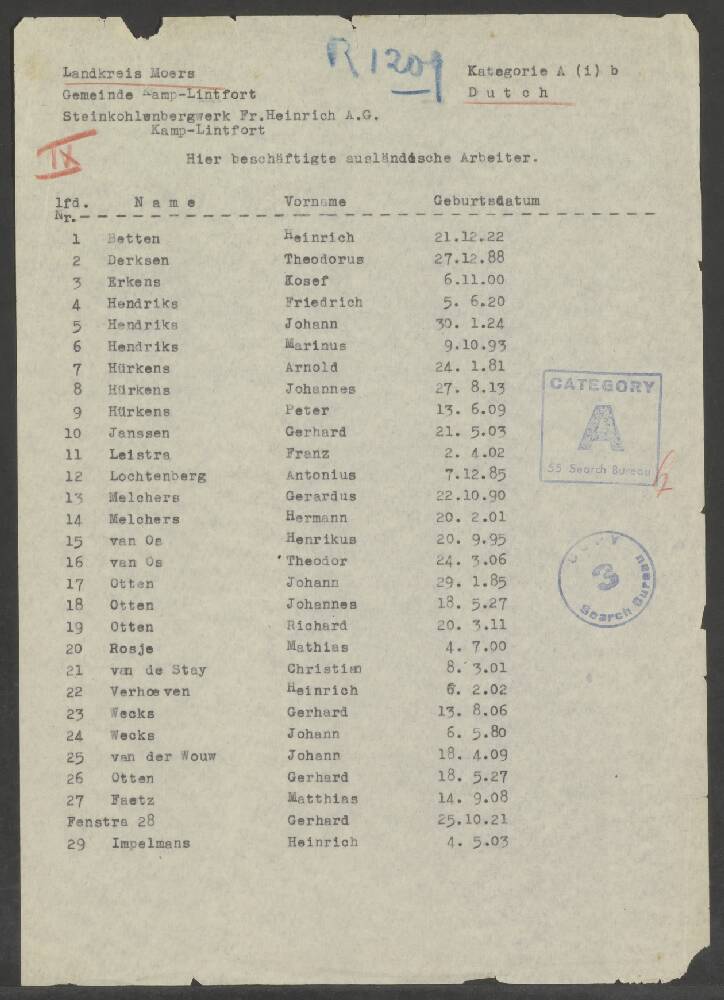 R 1209
Landkreis Moers Kategorie A (i) b
Gemeinde Kamp-Lintfort D u t c h
Steinkohlenbergwerk Fr.Heinrich A.G.
Kamp-Lintfort
IX
Hier beschäftigte ausländische Arbeiter.
lfd. N a m e Vorname Geburtsdatum
Nr.
1 Betten Heinrich 21.12.22
2 Derksen Theodorus 27.12.88
3 Erkens Kosef 6.11.00
4 Hendriks Friedrich 5. 6.20
5 Hendriks Johann 30. 1.24
6 Hendriks Marinus 9.10.93
7 Hürkens Arnold 24. 1.81
8 Hürkens Johannes 27. 8.13
9 Hürkens Peter 13. 6.09
10 Janssen Gerhard 21. 5.03
11 Leistra Franz 2. 4.02
12 Lochtenberg Antonius 7.12.85
13 Melchers Gerardus 22.10.90
14 Melchers Hermann 20. 2.01
15 van Os Henrikus 20. 9.95
16 van Os Theodor 24. 3.06
17 Otten Johann 29. 1.85
18 Otten Johannes 18. 5.27
19 Otten Richard 20. 3.11
20 Rosje Mathias 4. 7.00
21 van de Stay Christian 8. 3.01
22 Verhoeven Heinrich 6. 2.02
23 Wecks Gerhard 13. 8.06
24 Wecks Johann 6. 5.80
25 van der Wouw Johann 18. 4.09
26 Otten Gerhard 18. 5.27
27 Faetz Matthias 14. 9.08
Fenstra 28 Gerhard 25.10.21
29 Impelmans Heinrich 4. 5.03
CATEGORY
A
55 Search Bureau
COPY
3
Search Bureau